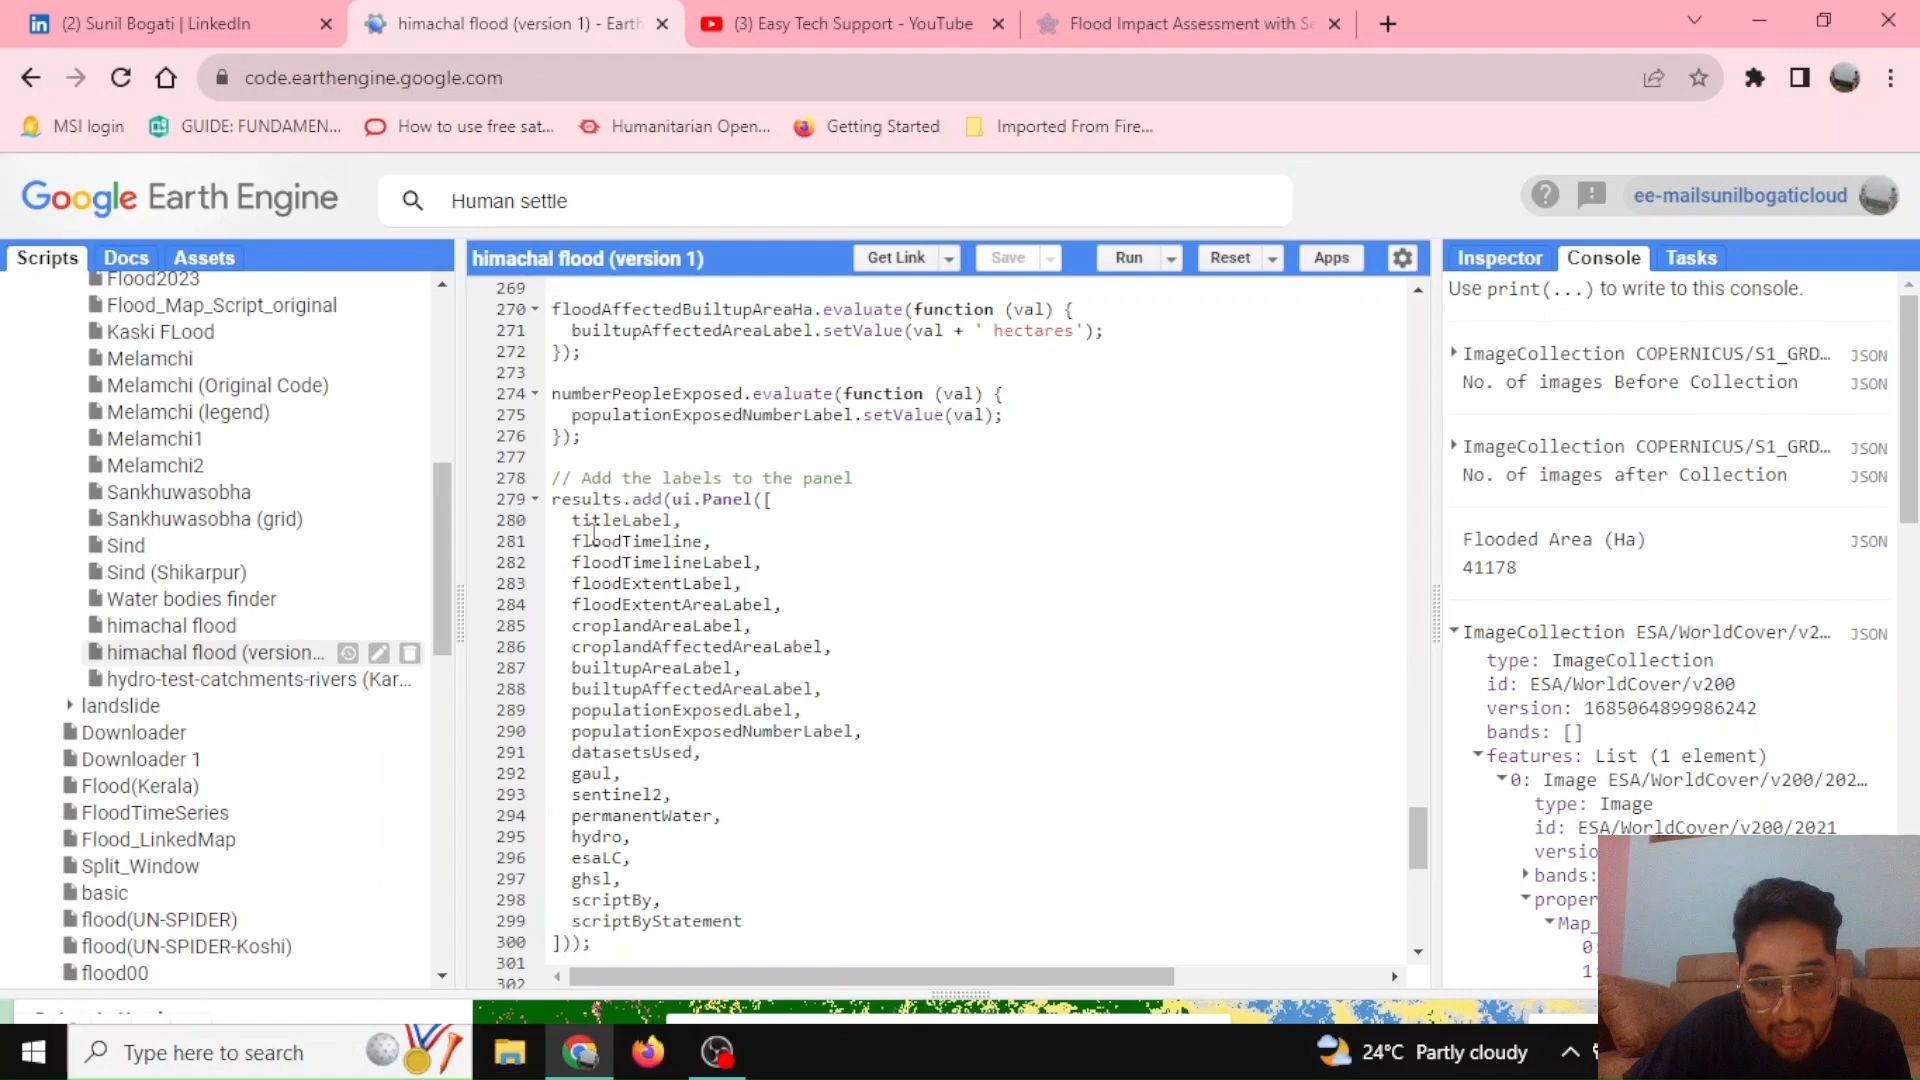 (2) Sunil Bogati | LinkedIn
himachal flood (version 1) - Earth
(3) Easy Tech Support - YouTube
Flood Impact Assessment with Se
code.earthengine.google.com
MSI login
GUIDE: FUNDAMEN...
How to use free sat...
Humanitarian Open...
Getting Started
Imported From Fire...
Google Earth Engine
Human settle
ee-mailsunilbogaticloud
Scripts Docs Assets
Flood2023
Flood_Map_Script_original
Kaski FLood
Melamchi
Melamchi (Original Code)
Melamchi (legend)
Melamchi1
Melamchi2
Sankhuwasobha
Sankhuwasobha (grid)
Sind
Sind (Shikarpur)
Water bodies finder
himachal flood
himachal flood (version...
hydro-test-catchments-rivers (Kar...
landslide
Downloader
Downloader 1
Flood(Kerala)
FloodTimeSeries
Flood_LinkedMap
Split_Window
basic
flood(UN-SPIDER)
flood(UN-SPIDER-Koshi)
flood00
himachal flood (version 1)
Get Link Save Run Reset Apps
269
270 floodAffectedBuiltupAreaHa.evaluate(function (val) {
271 builtupAffectedAreaLabel.setValue(val + ' hectares');
272 });
273
274 numberPeopleExposed.evaluate(function (val) {
275 populationExposedNumberLabel.setValue(val);
276 });
277
278 // Add the labels to the panel
279 results.add(ui.Panel([
280 titleLabel,
281 floodTimeline,
282 floodTimelineLabel,
283 floodExtentLabel,
284 floodExtentAreaLabel,
285 croplandAreaLabel,
286 croplandAffectedAreaLabel,
287 builtupAreaLabel,
288 builtupAffectedAreaLabel,
289 populationExposedLabel,
290 populationExposedNumberLabel,
291 datasetsUsed,
292 gaul,
293 sentinel2,
294 permanentWater,
295 hydro,
296 esaLC,
297 ghsl,
298 scriptBy,
299 scriptByStatement
300 ]));
301
302
Inspector Console Tasks
Use print(...) to write to this console.
ImageCollection COPERNICUS/S1_GRD... JSON
No. of images Before Collection JSON
ImageCollection COPERNICUS/S1_GRD... JSON
No. of images after Collection JSON
Flooded Area (Ha) JSON
41178
ImageCollection ESA/WorldCover/v2... JSON
type: ImageCollection
id: ESA/WorldCover/v200
version: 1685064899986242
bands: []
features: List (1 element)
0: Image ESA/WorldCover/v200/202...
type: Image
id: ESA/WorldCover/v200/2021
versio
bands:
proper
Map_
0:
1:
Type here to search
24°C Partly cloudy